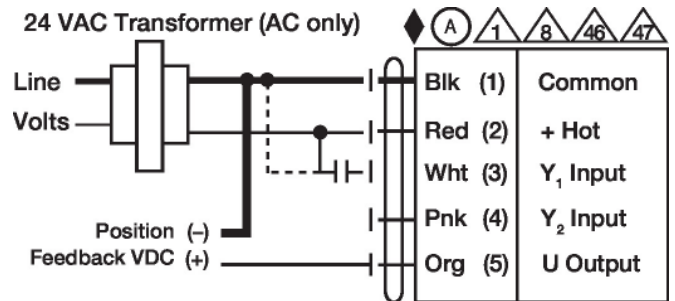 24 VAC Transformer (AC only)
A 1 8 46 47
Line
Volts
Blk (1) Common
Red (2) + Hot
Wht (3) Y₁ Input
Pnk (4) Y₂ Input
Position (–)
Feedback VDC (+)
Org (5) U Output